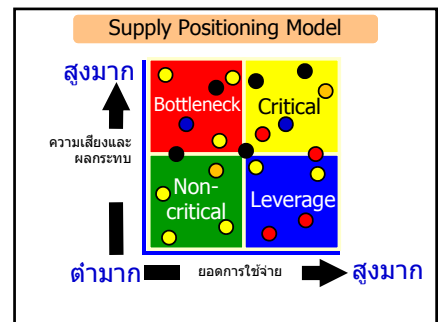 Supply Positioning Model
สูงมาก
Bottleneck
Critical
ความเสี่ยงและ
ผลกระทบ
Non-
critical
Leverage
ต่ำมาก
ยอดการใช้จ่าย
สูงมาก